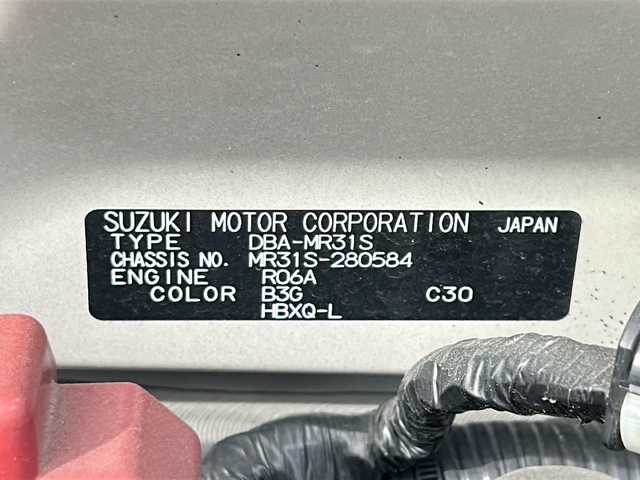 SUZUKI MOTOR CORPORATION JAPAN
TYPE DBA-MR31S
CHASSIS NO. MR31S-280584
ENGINE R06A
COLOR B3G C30
HBXQ-L